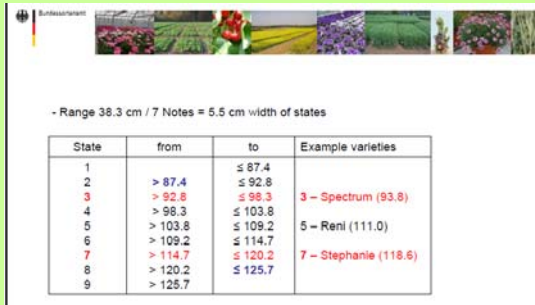 Bundessortenamt
- Range 38.3 cm / 7 Notes = 5.5 cm width of states
State from to Example varieties
1 ≤ 87.4
2 > 87.4 ≤ 92.8
3 > 92.8 ≤ 98.3 3 – Spectrum (93.8)
4 > 98.3 ≤ 103.8
5 > 103.8 ≤ 109.2 5 – Reni (111.0)
6 > 109.2 ≤ 114.7
7 > 114.7 ≤ 120.2 7 – Stephanie (118.6)
8 > 120.2 ≤ 125.7
9 > 125.7